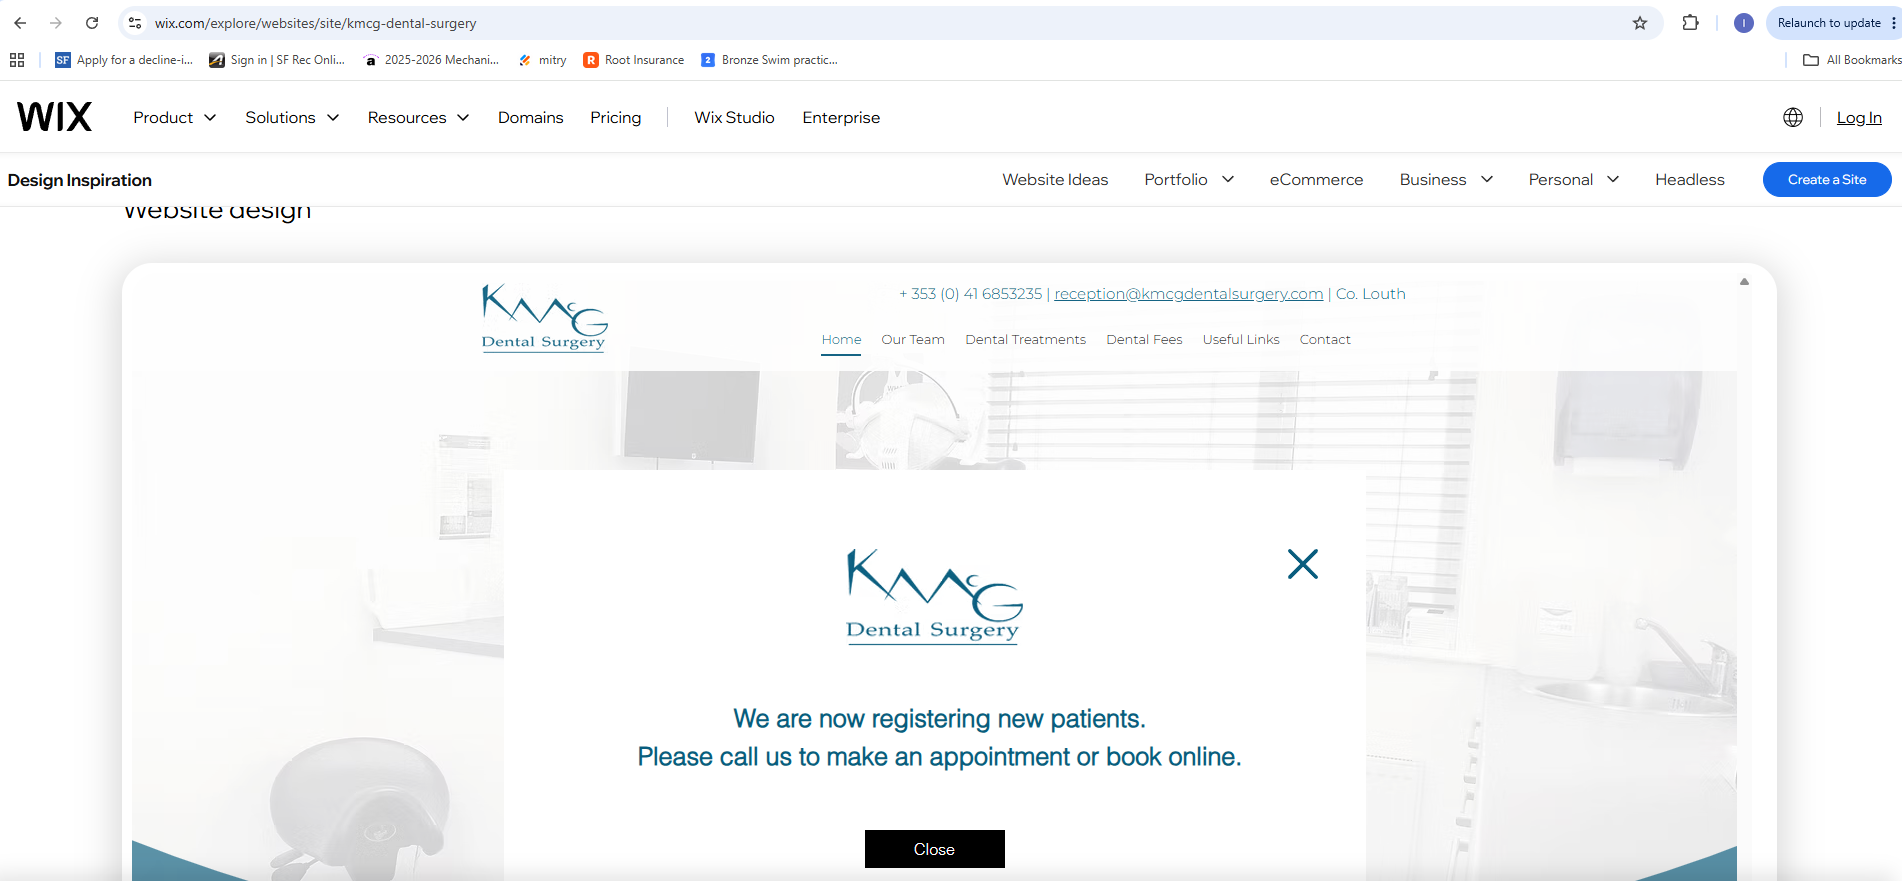 wix.com/explore/websites/site/kmcg-dental-surgery
I
Relaunch to update
SF Apply for a decline-i...
Sign in | SF Rec Onli...
a 2025-2026 Mechani...
mitry
R Root Insurance
2 Bronze Swim practic...
All Bookmarks
WIX
Product
Solutions
Resources
Domains
Pricing
Wix Studio
Enterprise
Log In
Design Inspiration
Website Ideas
Portfolio
eCommerce
Business
Personal
Headless
Create a Site
Website design
KMcG
Dental Surgery
+ 353 (0) 41 6853235 | reception@kmcgdentalsurgery.com | Co. Louth
Home
Our Team
Dental Treatments
Dental Fees
Useful Links
Contact
KMcG
Dental Surgery
We are now registering new patients.
Please call us to make an appointment or book online.
Close